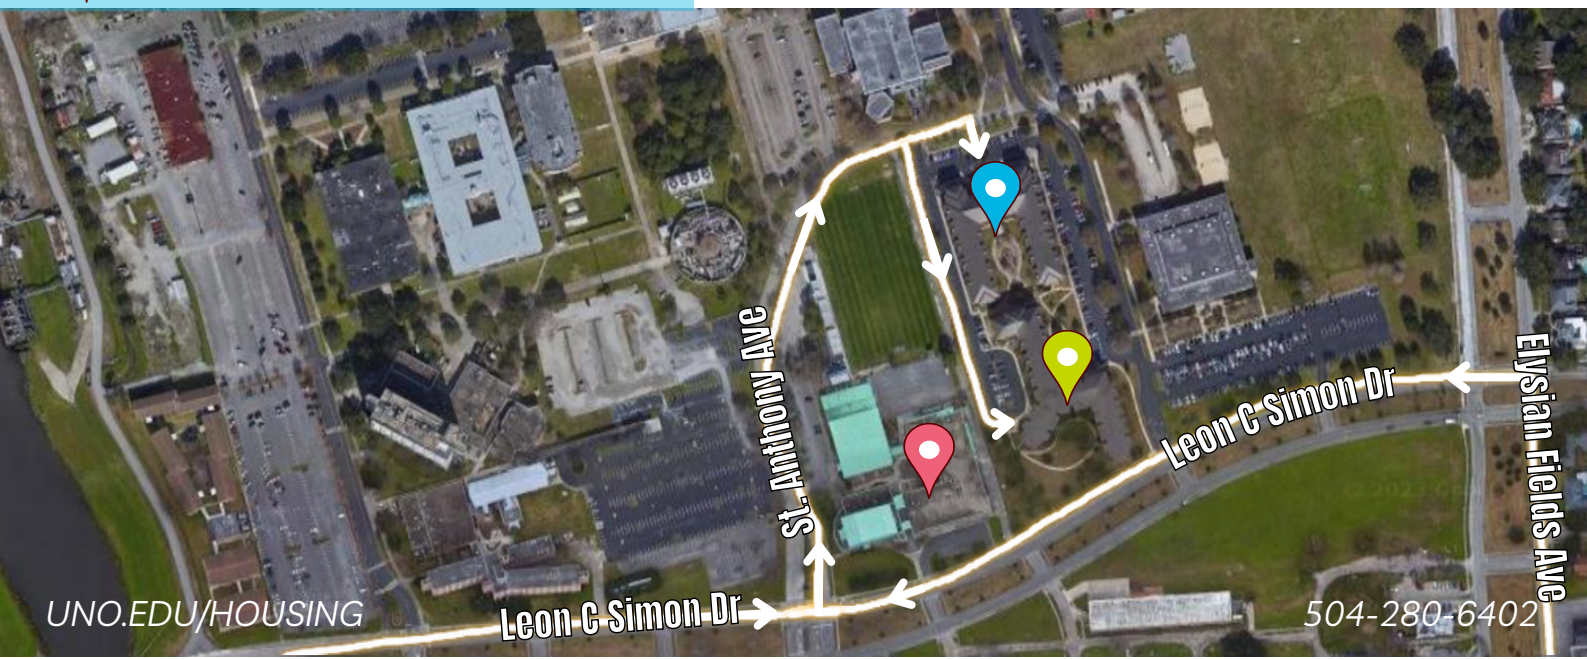 St. Anthony Ave
Leon C Simon Dr
Elysian Fields Ave
Leon C Simon Dr
UNO.EDU/HOUSING
504-280-6402